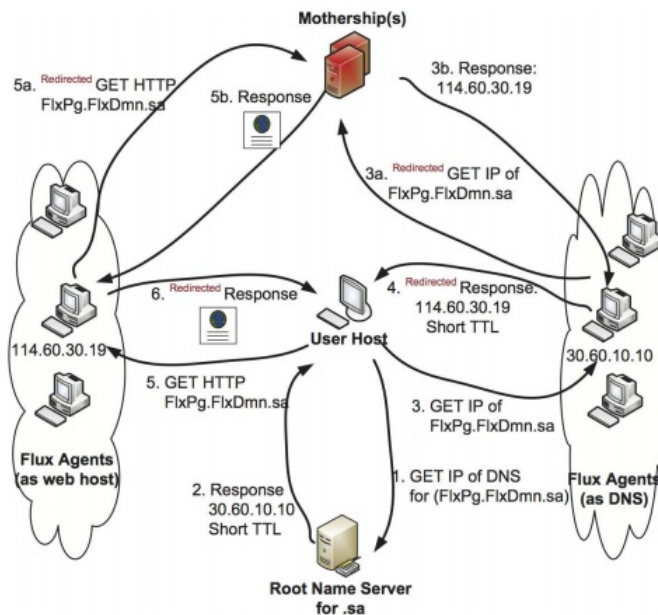 Mothership(s)
5a. Redirected GET HTTP
FlxPg.FlxDmn.sa
5b. Response
3b. Response:
114.60.30.19
3a. Redirected GET IP of
FlxPg.FlxDmn.sa
6. Redirected Response
4. Redirected Response:
114.60.30.19
Short TTL
User Host
114.60.30.19
30.60.10.10
5. GET HTTP
FlxPg.FlxDmn.sa
3. GET IP of
FlxPg.FlxDmn.sa
Flux Agents
(as web host)
2. Response
30.60.10.10
Short TTL
1. GET IP of DNS
for (FlxPg.FlxDmn.sa)
Flux Agents
(as DNS)
Root Name Server
for .sa